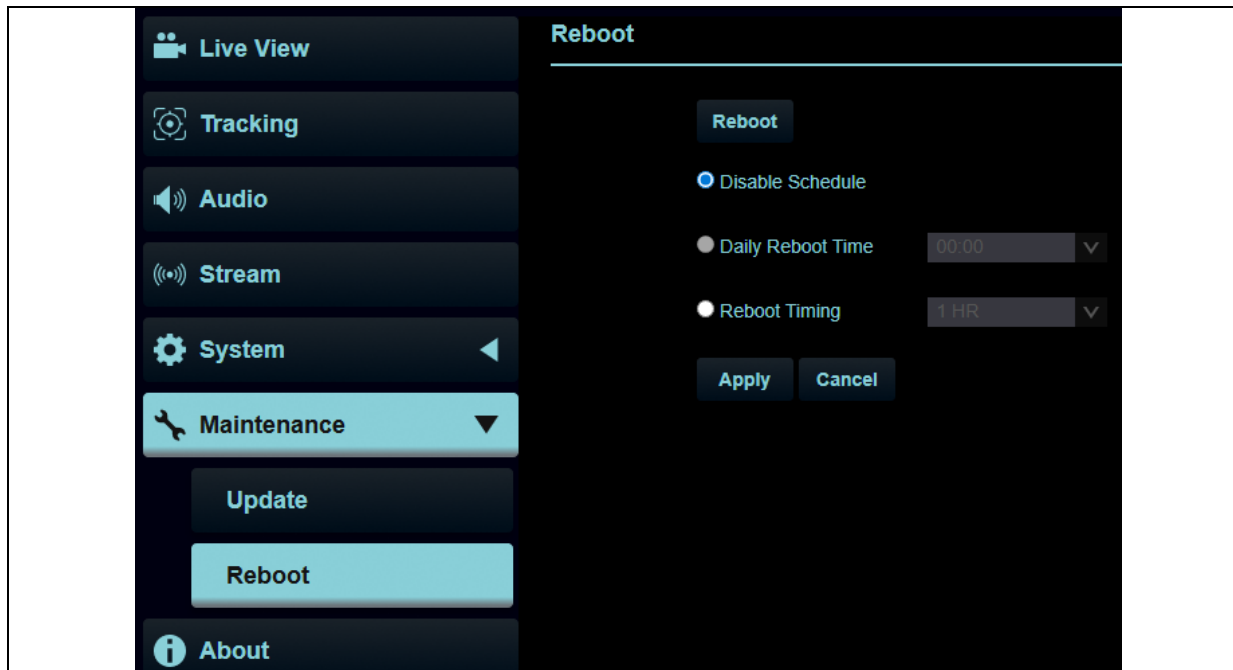 Live View
Tracking
Audio
Stream
System
Maintenance
Update
Reboot
About
Reboot
Reboot
Disable Schedule
Daily Reboot Time 00:00
Reboot Timing 1 HR
Apply Cancel